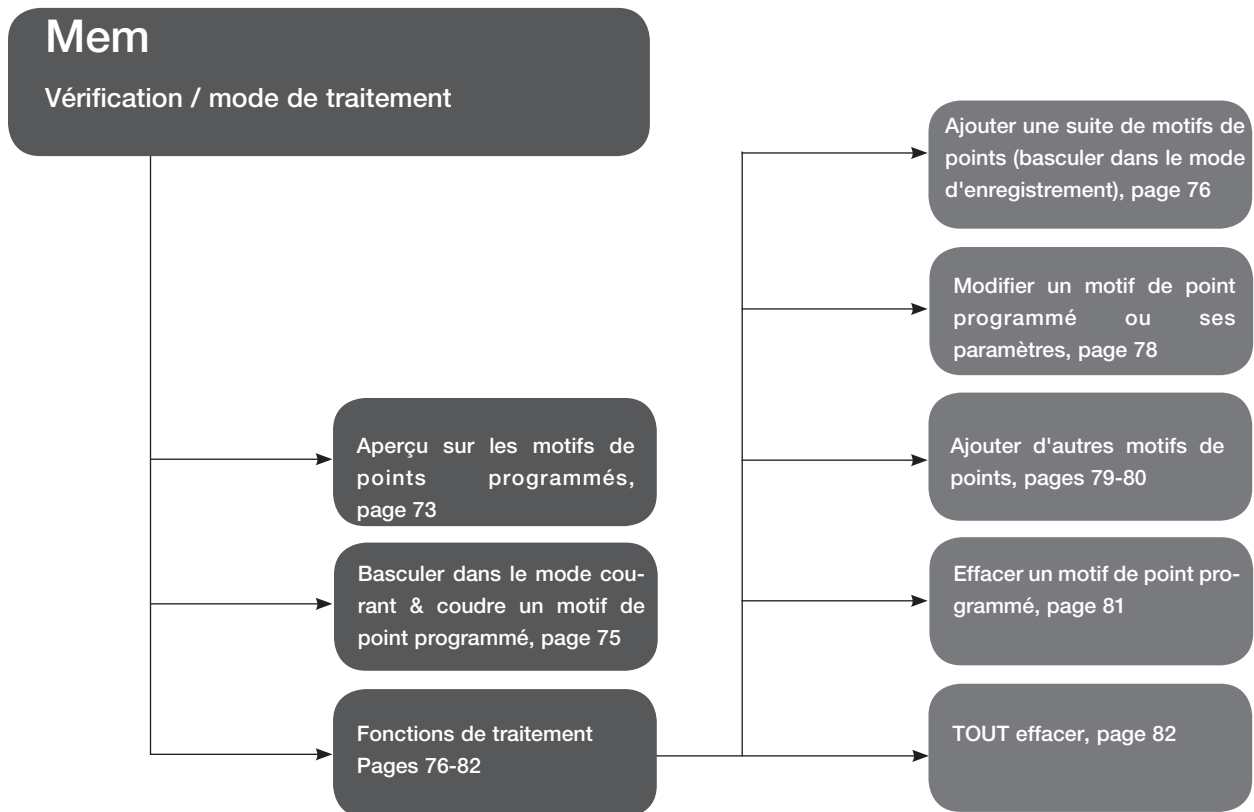 Mem
Vérification / mode de traitement
Aperçu sur les motifs de
points programmés,
page 73
Basculer dans le mode cou-
rant & coudre un motif de
point programmé, page 75
Fonctions de traitement
Pages 76-82
Ajouter une suite de motifs de
points (basculer dans le mode
d'enregistrement), page 76
Modifier un motif de point
programmé ou ses
paramètres, page 78
Ajouter d'autres motifs de
points, pages 79-80
Effacer un motif de point pro-
grammé, page 81
TOUT effacer, page 82